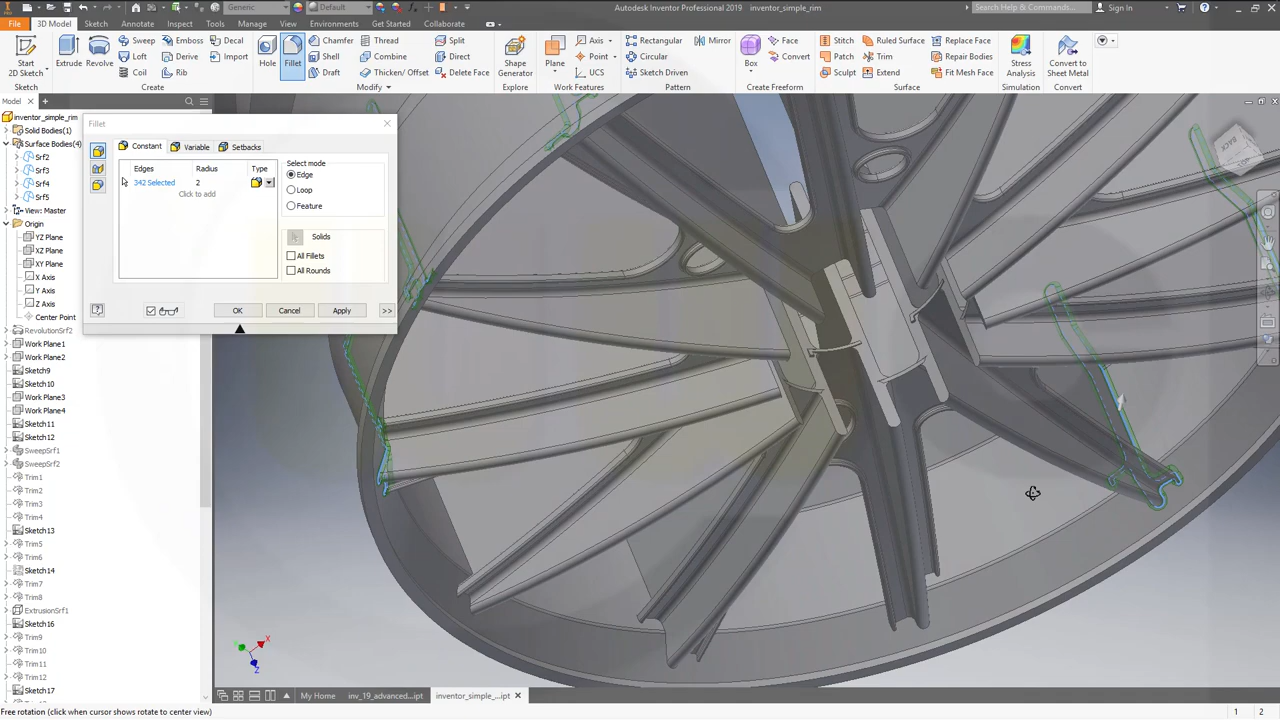 Generic
Default
Autodesk Inventor Professional 2019 inventor_simple_rim
Search Help & Commands...
Sign In
File
3D Model
Sketch
Annotate
Inspect
Tools
Manage
View
Environments
Get Started
Collaborate
Start
2D Sketch
Extrude
Revolve
Sweep
Loft
Coil
Emboss
Derive
Rib
Decal
Import
Create
Hole
Fillet
Chamfer
Shell
Draft
Thread
Combine
Thicken/ Offset
Split
Direct
Delete Face
Modify
Shape
Generator
Explore
Plane
Axis
Point
UCS
Work Features
Rectangular
Circular
Sketch Driven
Mirror
Pattern
Box
Face
Convert
Create Freeform
Stitch
Patch
Sculpt
Ruled Surface
Trim
Extend
Replace Face
Repair Bodies
Fit Mesh Face
Surface
Stress
Analysis
Simulation
Convert to
Sheet Metal
Convert
Model
inventor_simple_rim
Solid Bodies(1)
Surface Bodies(4)
Srf2
Srf3
Srf4
Srf5
View: Master
Origin
YZ Plane
XZ Plane
XY Plane
X Axis
Y Axis
Z Axis
Center Point
RevolutionSrf2
Work Plane1
Work Plane2
Sketch9
Sketch10
Work Plane3
Work Plane4
Sketch11
Sketch12
SweepSrf1
SweepSrf2
Trim1
Trim2
Trim3
Trim4
Sketch13
Trim5
Trim6
Sketch14
Trim7
Trim8
ExtrusionSrf1
Sketch16
Trim9
Trim10
Trim11
Trim12
Sketch17
Fillet
Constant
Variable
Setbacks
Edges
Radius
Type
342 Selected
2
Click to add
Select mode
Edge
Loop
Feature
Solids
All Fillets
All Rounds
OK
Cancel
Apply
>>
BACK
TOP
X
Y
Z
My Home
inv_19_advanced...ipt
inventor_simple_...ipt
Free rotation (click when cursor shows rotate to center view)
1
2